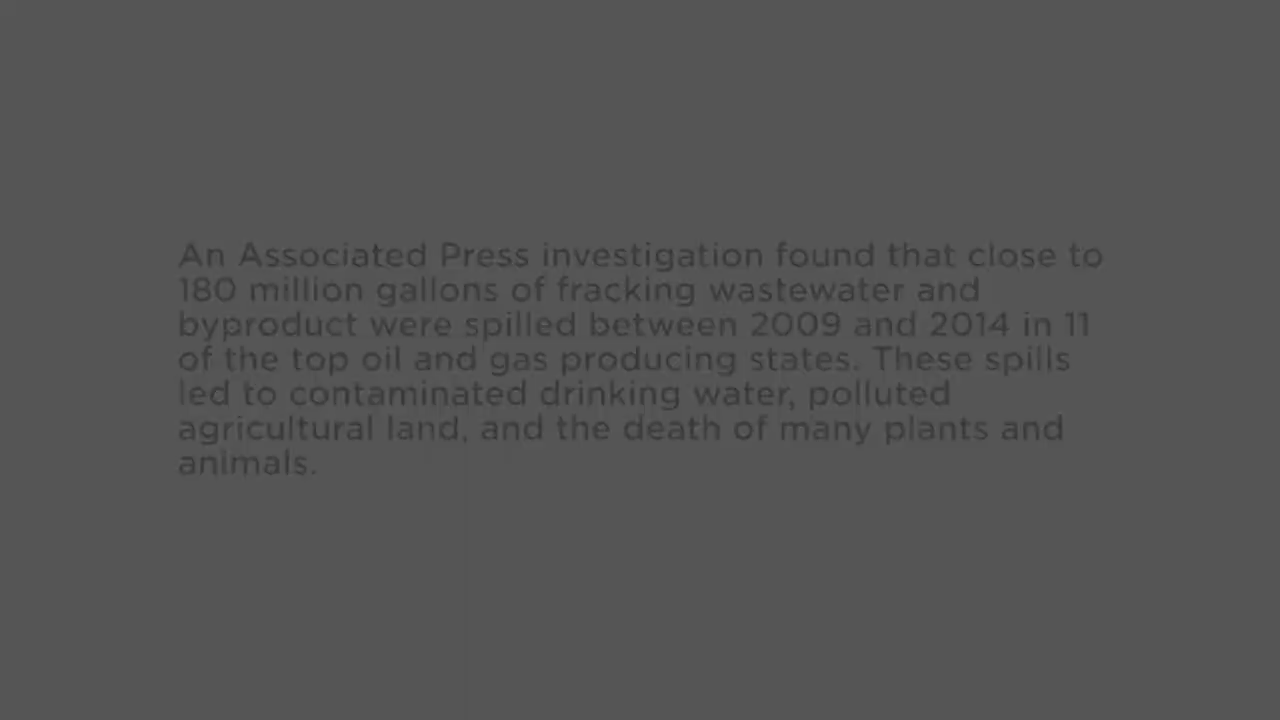 An Associated Press investigation found that close to
180 million gallons of fracking wastewater and
byproduct were spilled between 2009 and 2014 in 11
of the top oil and gas producing states. These spills
led to contaminated drinking water, polluted
agricultural land, and the death of many plants and
animals.